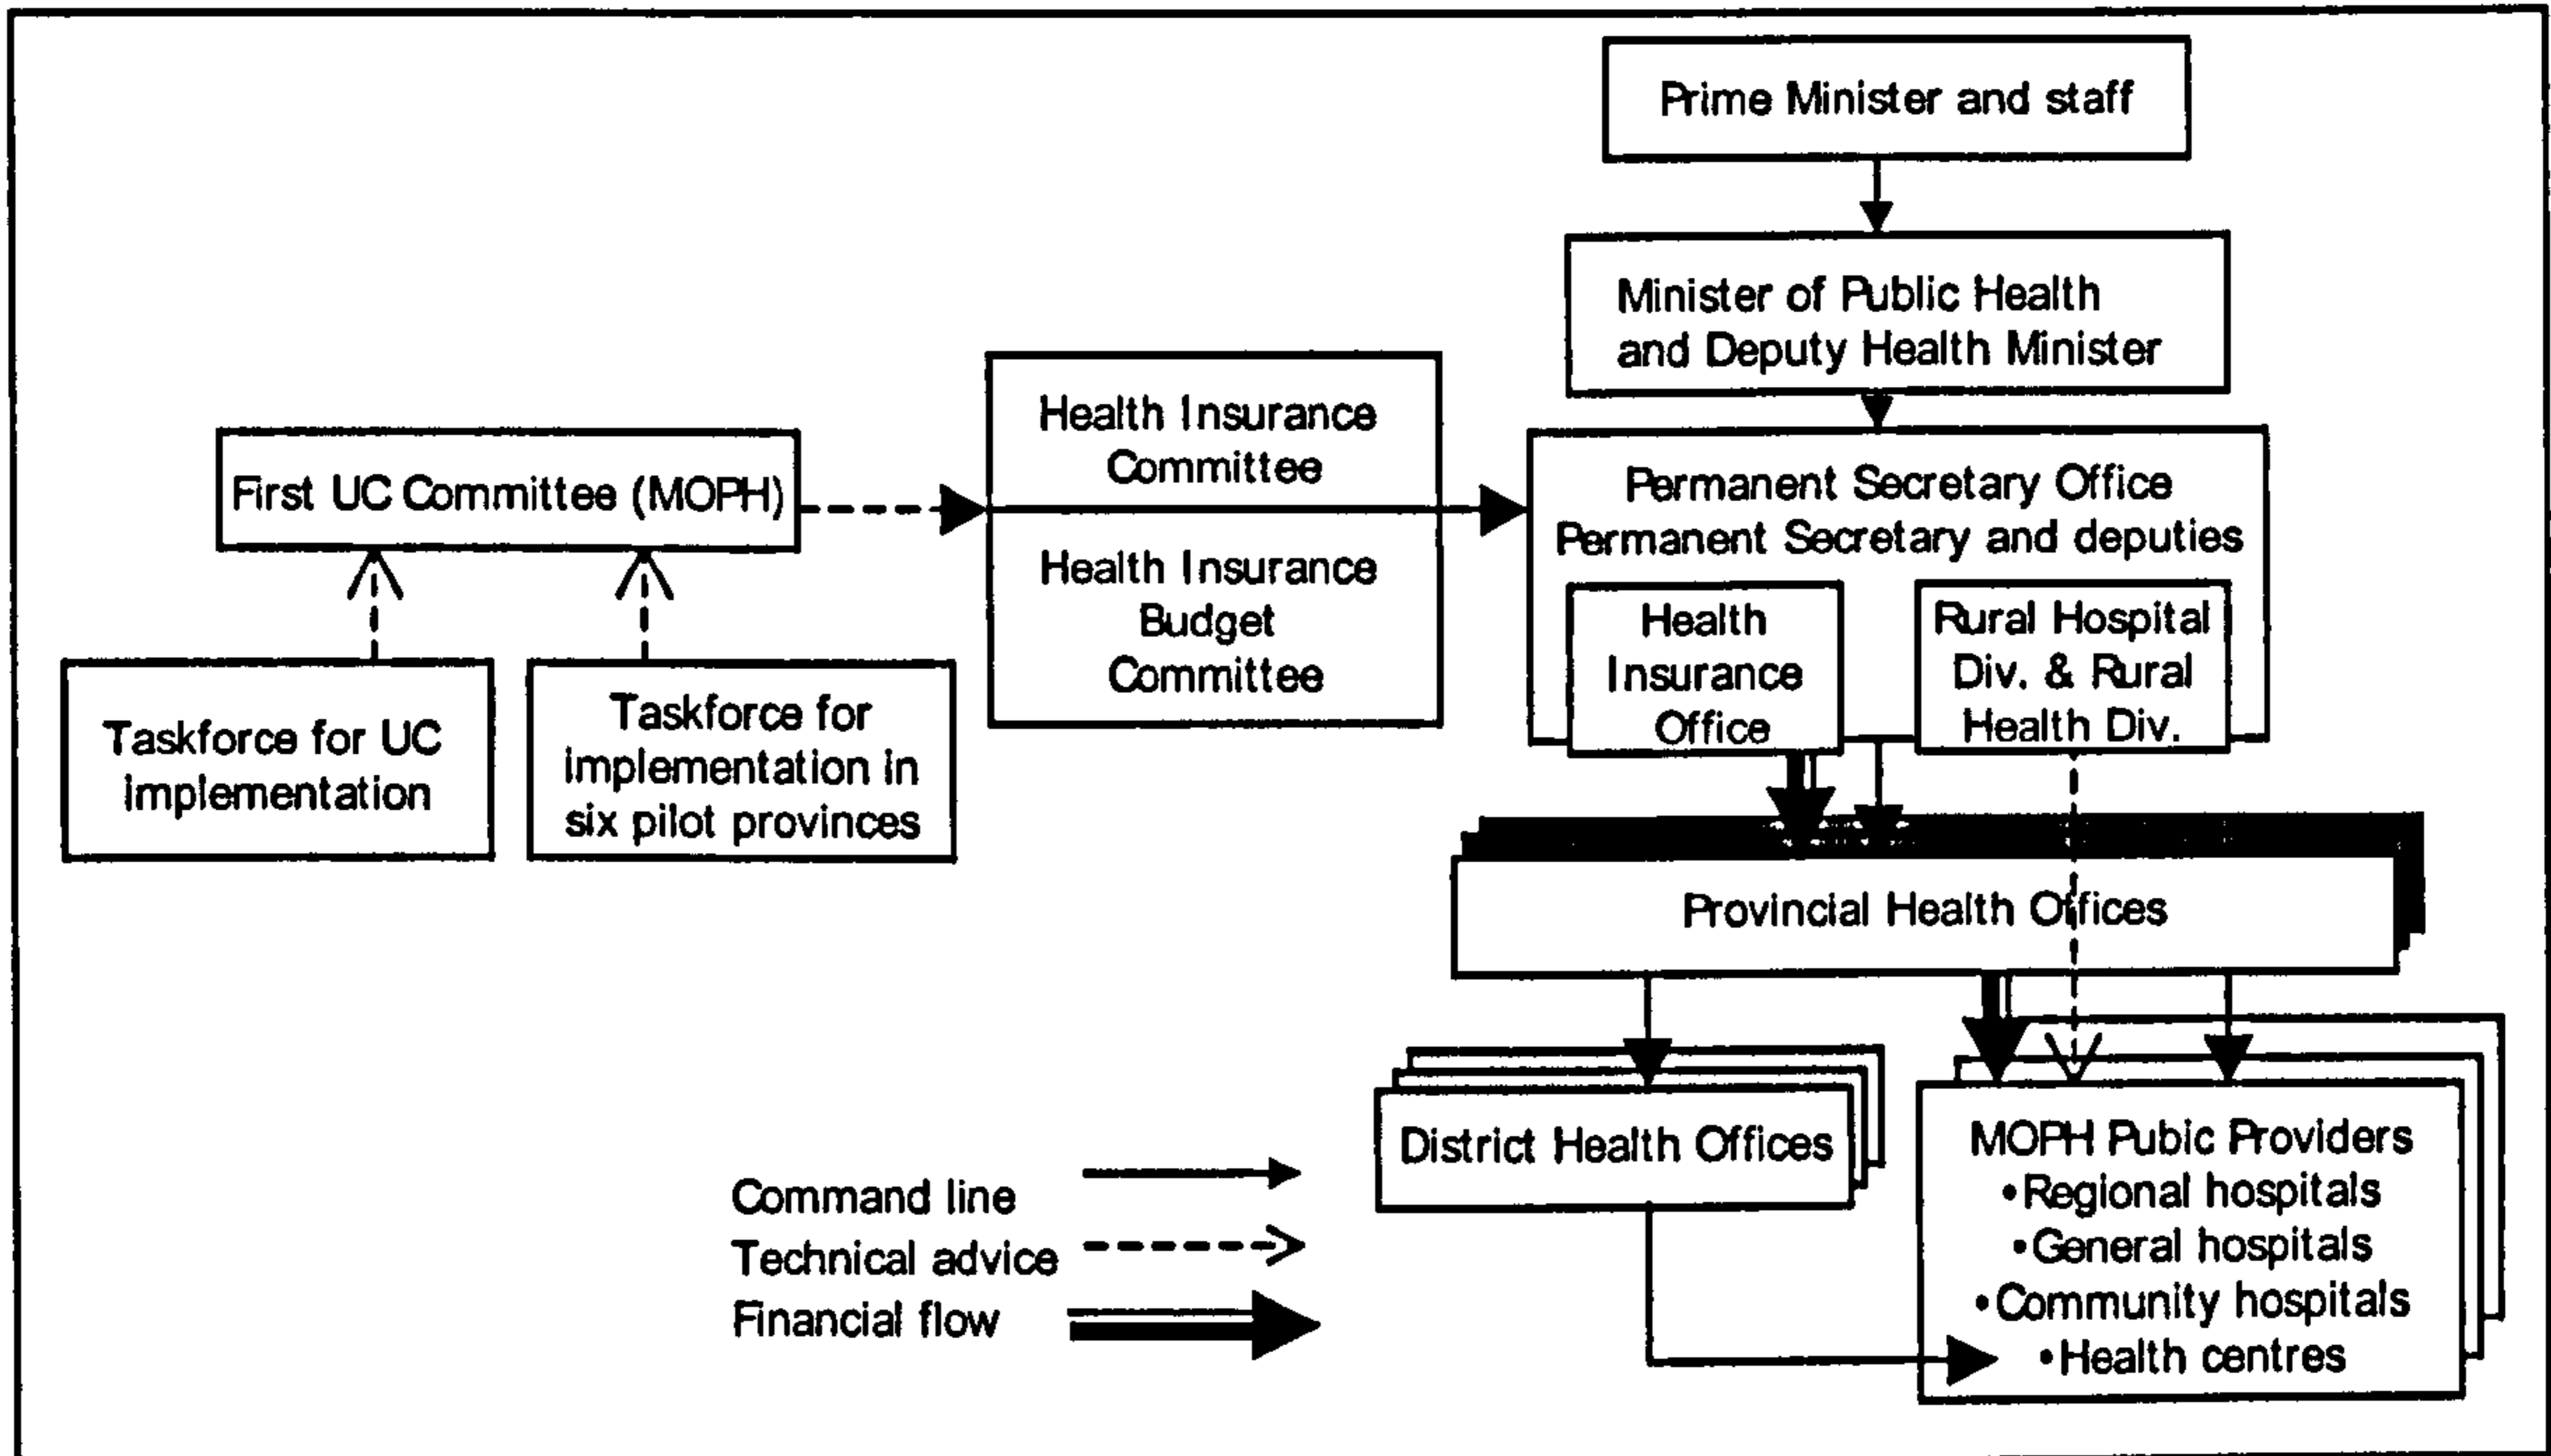 Prime Minister and staff
Minister of Public Health
and Deputy Health Minister
Health Insurance
Committee
Health Insurance
Budget
Committee
First UC Committee (MOPH)
Permanent Secretary Office
Permanent Secretary and deputies
Health
Insurance
Office
Rural Hospital
Div. & Rural
Health Div.
Taskforce for UC
implementation
Taskforce for
implementation in
six pilot provinces
Provincial Health Offices
District Health Offices
MOPH Pubic Providers
•Regional hospitals
•General hospitals
•Community hospitals
•Health centres
Command line
Technical advice
Financial flow